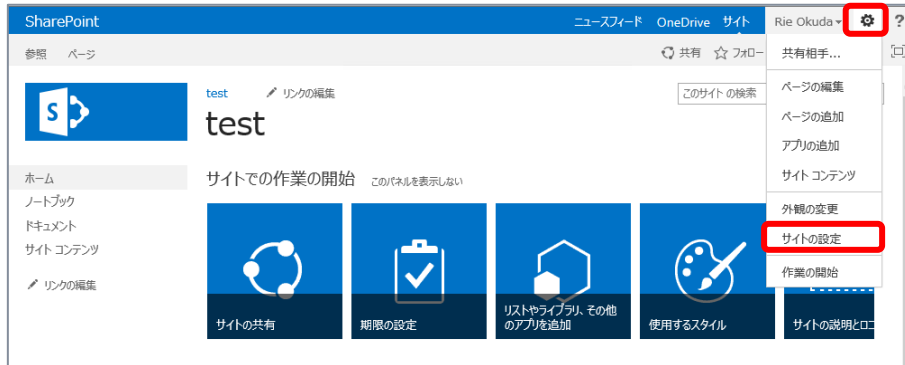 SharePoint
ニュースフィード OneDrive サイト Rie Okuda ?
参照 ページ
共有 フォロー
共有相手...
ページの編集
ページの追加
アプリの追加
サイト コンテンツ
外観の変更
サイトの設定
作業の開始
S
test リンクの編集
このサイト の検索
test
ホーム
ノートブック
ドキュメント
サイト コンテンツ
リンクの編集
サイトでの作業の開始 このパネルを表示しない
サイトの共有
期限の設定
リストやライブラリ、その他
のアプリを追加
使用するスタイル
サイトの説明とロゴ